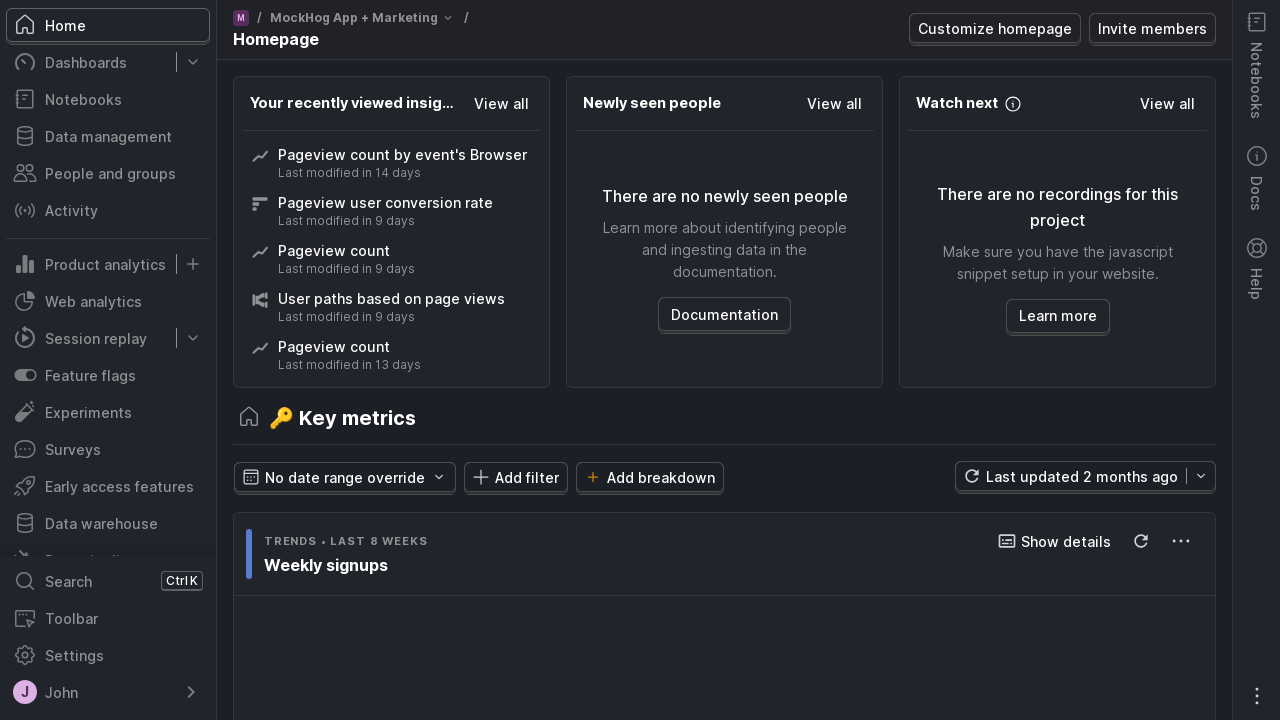 Home
Dashboards
Notebooks
Data management
People and groups
Activity
Product analytics
Web analytics
Session replay
Feature flags
Experiments
Surveys
Early access features
Data warehouse
Search
Ctrl K
Toolbar
Settings
J
John
M
/ MockHog App + Marketing /
Homepage
Customize homepage
Invite members
Your recently viewed insig...
View all
Pageview count by event's Browser
Last modified in 14 days
Pageview user conversion rate
Last modified in 9 days
Pageview count
Last modified in 9 days
User paths based on page views
Last modified in 9 days
Pageview count
Last modified in 13 days
Newly seen people
View all
There are no newly seen people
Learn more about identifying people
and ingesting data in the
documentation.
Documentation
Watch next
View all
There are no recordings for this
project
Make sure you have the javascript
snippet setup in your website.
Learn more
🔑 Key metrics
No date range override
Add filter
Add breakdown
Last updated 2 months ago
TRENDS • LAST 8 WEEKS
Show details
Weekly signups
Notebooks
Docs
Help